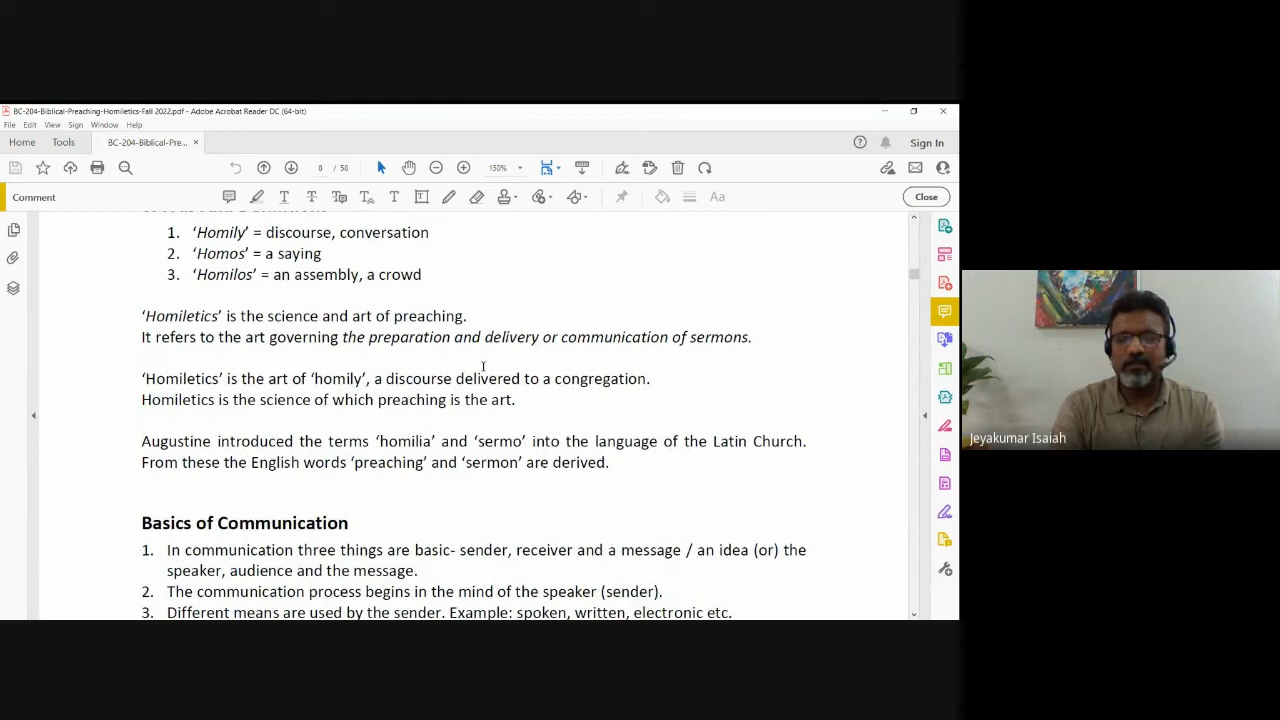 BC-204-Biblical-Preaching-Homiletics-Fall 2022.pdf - Adobe Acrobat Reader DC (64-bit)
File Edit View Sign Window Help
Home Tools BC-204-Biblical-Pre... × Sign In
8 / 58 150%
Comment Aa Close
1. ‘Homily’ = discourse, conversation
2. ‘Homos’ = a saying
3. ‘Homilos’ = an assembly, a crowd
‘Homiletics’ is the science and art of preaching.
It refers to the art governing the preparation and delivery or communication of sermons.
‘Homiletics’ is the art of ‘homily’, a discourse delivered to a congregation.
Homiletics is the science of which preaching is the art.
Augustine introduced the terms ‘homilia’ and ‘sermo’ into the language of the Latin Church.
From these the English words ‘preaching’ and ‘sermon’ are derived.
Basics of Communication
1. In communication three things are basic- sender, receiver and a message / an idea (or) the
speaker, audience and the message.
2. The communication process begins in the mind of the speaker (sender).
3. Different means are used by the sender. Example: spoken, written, electronic etc.
Jeyakumar Isaiah